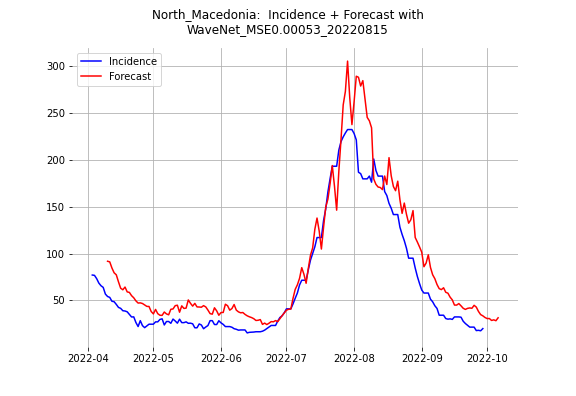 North_Macedonia:  Incidence + Forecast with
WaveNet_MSE0.00053_20220815
Incidence
Forecast
300
250
200
150
100
50
2022-04 2022-05 2022-06 2022-07 2022-08 2022-09 2022-10